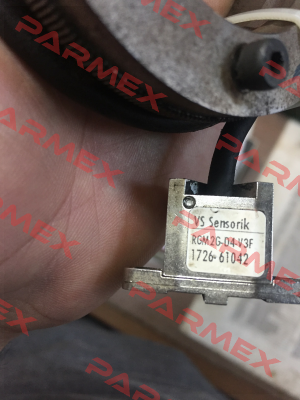 PARMEX
PARMEX
PARMEX
VS Sensorik
RGM2G-D4-V3F
1726-61042
PARMEX
PARMEX
PARMEX